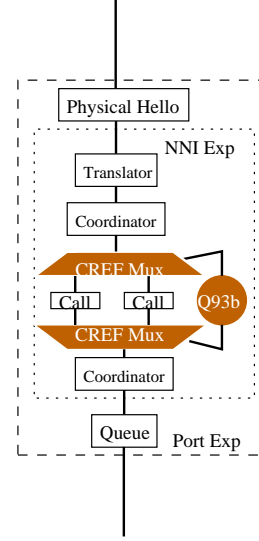 Physical Hello
NNI Exp
Translator
Coordinator
CREF Mux
Call
Call
Q93b
CREF Mux
Coordinator
Queue
Port Exp